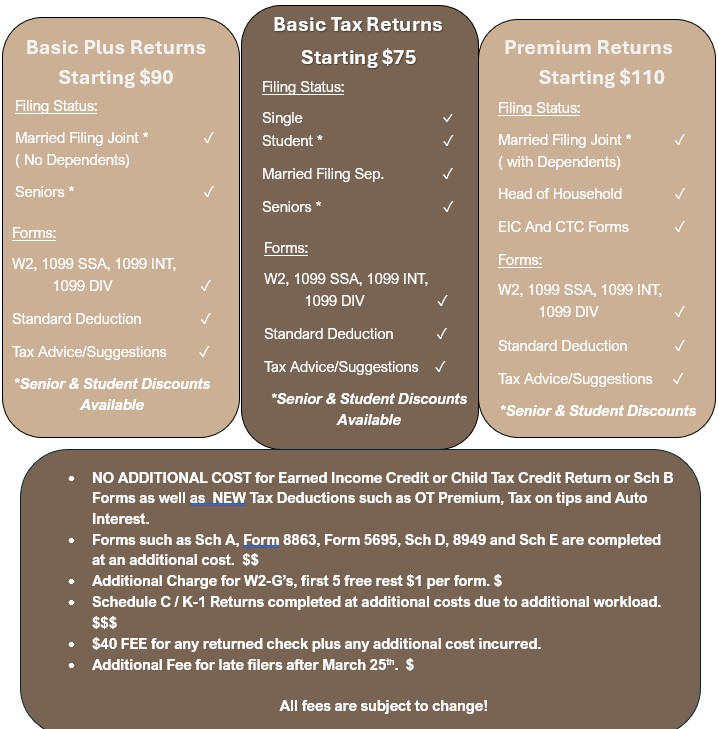 Basic Plus Returns
Starting $90
Filing Status:
Married Filing Joint * ✓
( No Dependents)
Seniors * ✓
Forms:
W2, 1099 SSA, 1099 INT,
1099 DIV ✓
Standard Deduction ✓
Tax Advice/Suggestions ✓
*Senior & Student Discounts
Available
Basic Tax Returns
Starting $75
Filing Status:
Single ✓
Student * ✓
Married Filing Sep. ✓
Seniors * ✓
Forms:
W2, 1099 SSA, 1099 INT,
1099 DIV ✓
Standard Deduction ✓
Tax Advice/Suggestions ✓
*Senior & Student Discounts
Available
Premium Returns
Starting $110
Filing Status:
Married Filing Joint * ✓
( with Dependents)
Head of Household ✓
EIC And CTC Forms ✓
Forms:
W2, 1099 SSA, 1099 INT,
1099 DIV ✓
Standard Deduction ✓
Tax Advice/Suggestions ✓
*Senior & Student Discounts
• NO ADDITIONAL COST for Earned Income Credit or Child Tax Credit Return or Sch B
Forms as well as NEW Tax Deductions such as OT Premium, Tax on tips and Auto
Interest.
• Forms such as Sch A, Form 8863, Form 5695, Sch D, 8949 and Sch E are completed
at an additional cost. $$
• Additional Charge for W2-G's, first 5 free rest $1 per form. $
• Schedule C / K-1 Returns completed at additional costs due to additional workload.
$$$
• $40 FEE for any returned check plus any additional cost incurred.
• Additional Fee for late filers after March 25th. $
All fees are subject to change!